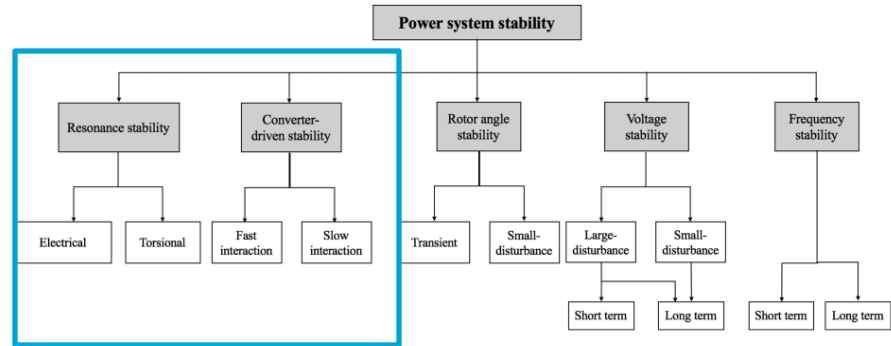 Power system stability
Resonance stability
Converter-
driven stability
Rotor angle
stability
Voltage
stability
Frequency
stability
Electrical
Torsional
Fast
interaction
Slow
interaction
Transient
Small-
disturbance
Large-
disturbance
Small-
disturbance
Short term
Long term
Short term
Long term